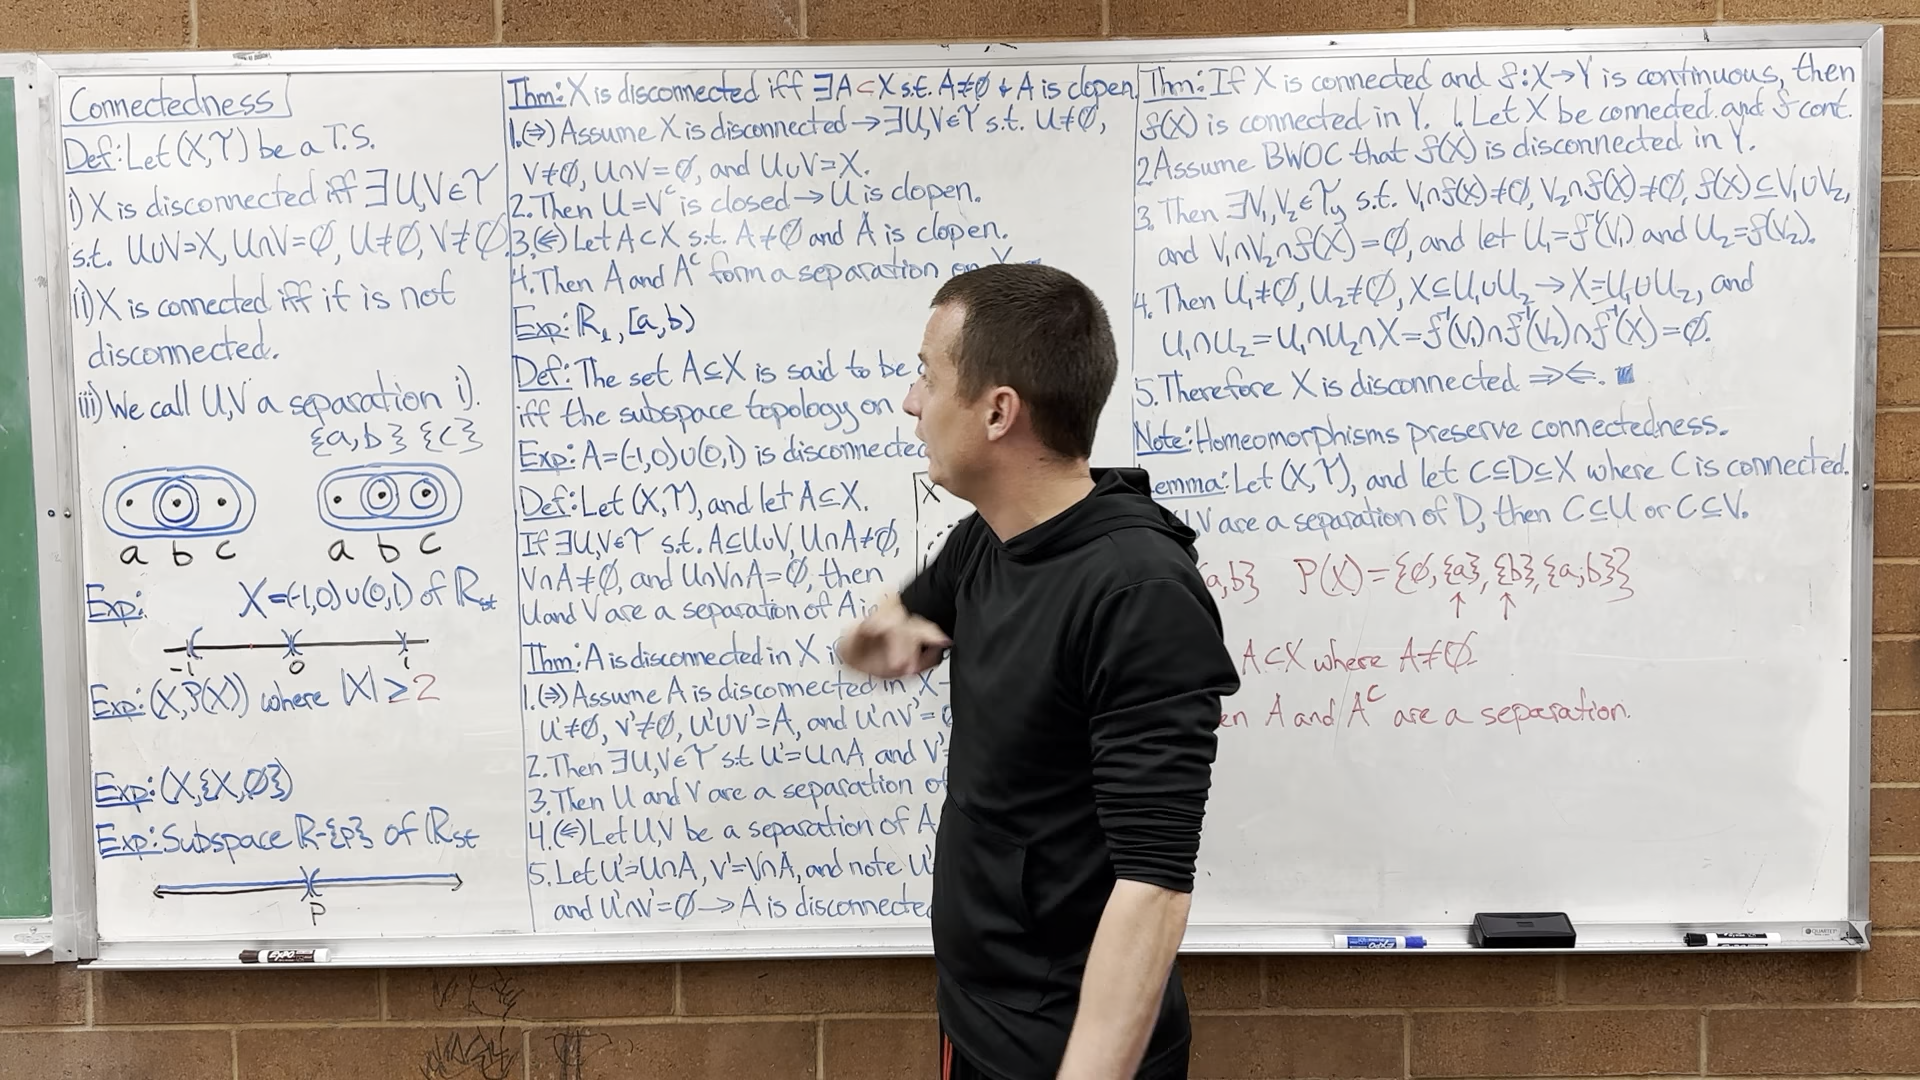 Connectedness
Def: Let (X,𝒯) be a T.S.
i) X is disconnected iff ∃U,V∈𝒯
s.t. U∪V=X, U∩V=∅, U≠∅, V≠∅.
ii) X is connected iff it is not
disconnected.
iii) We call U,V a separation i).
{a,b} {c}
a b c
a b c
Exp: X=(-1,0)∪(0,1) of ℝst
-1 0 1
Exp: (X,P(X)) where |X| ≥ 2
Exp: (X,{X,∅})
Exp: Subspace ℝ-{p} of ℝst
P
Thm: X is disconnected iff ∃A⊂X s.t. A≠∅ + A is clopen.
1.(⇒) Assume X is disconnected → ∃U,V∈𝒯 s.t. U≠∅,
V≠∅, U∩V=∅, and U∪V=X.
2. Then U=Vᶜ is closed → U is clopen.
3.(⇐) Let A⊂X s.t. A≠∅ and A is clopen.
4. Then A and Aᶜ form a separation on
Exp: ℝℓ, [a,b)
Def: The set A⊆X is said to be
iff the subspace topology on
Exp: A=(-1,0)∪(0,1) is disconnected
Def: Let (X,𝒯), and let A⊆X.
If ∃U,V∈𝒯 s.t. A⊆U∪V, U∩A≠∅,
V∩A≠∅, and U∩V∩A=∅, then
U and V are a separation of A in
X
Thm: A is disconnected in X
1.(⇒) Assume A is disconnected in X
U'≠∅, V'≠∅, U'∪V'=A, and U'∩V'=
2. Then ∃U,V∈𝒯 s.t. U'=U∩A and V'=
3. Then U and V are a separation of
4.(⇐) Let U,V be a separation of A
5. Let U'=U∩A, V'=V∩A, and note U'
and U'∩V'=∅ → A is disconnected
Thm: If X is connected and f:X→Y is continuous, then
f(X) is connected in Y. 1. Let X be connected and f cont.
2 Assume BWOC that f(X) is disconnected in Y.
3. Then ∃V₁,V₂∈𝒯y s.t. V₁∩f(X)≠∅, V₂∩f(X)≠∅, f(X)⊆V₁∪V₂,
and V₁∩V₂∩f(X)=∅, and let U₁=f⁻¹(V₁) and U₂=f⁻¹(V₂).
4. Then U₁≠∅, U₂≠∅, X⊆U₁∪U₂ → X=U₁∪U₂, and
U₁∩U₂=U₁∩U₂∩X=f⁻¹(V₁)∩f⁻¹(V₂)∩f⁻¹(X)=∅.
5. Therefore X is disconnected ⇒⇐. ■
Note: Homeomorphisms preserve connectedness.
Lemma: Let (X,𝒯), and let C⊆D⊆X where C is connected.
V are a separation of D, then C⊆U or C⊆V.
a,b} P(X)={∅,{a},{b},{a,b}}
↑ ↑
A⊂X where A≠∅
A and Aᶜ are a separation.
EXPO
EXPO
QUARTET